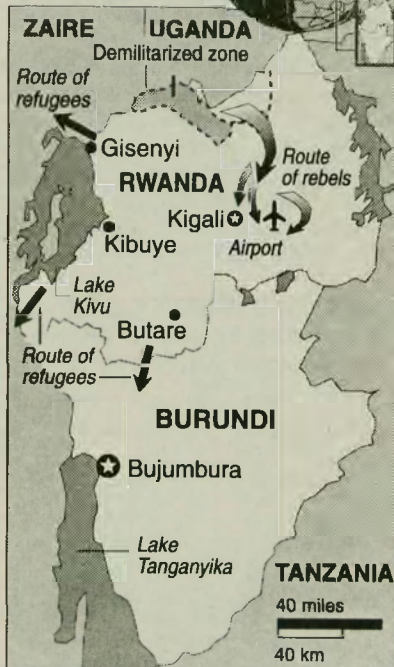 ZAIRE
UGANDA
Demilitarized zone
Route of
refugees
Gisenyi
Route
of rebels
RWANDA
Kigali
Airport
Kibuye
Lake
Kivu
Butare
Route of
refugees
BURUNDI
Bujumbura
Lake
Tanganyika
TANZANIA
40 miles
40 km